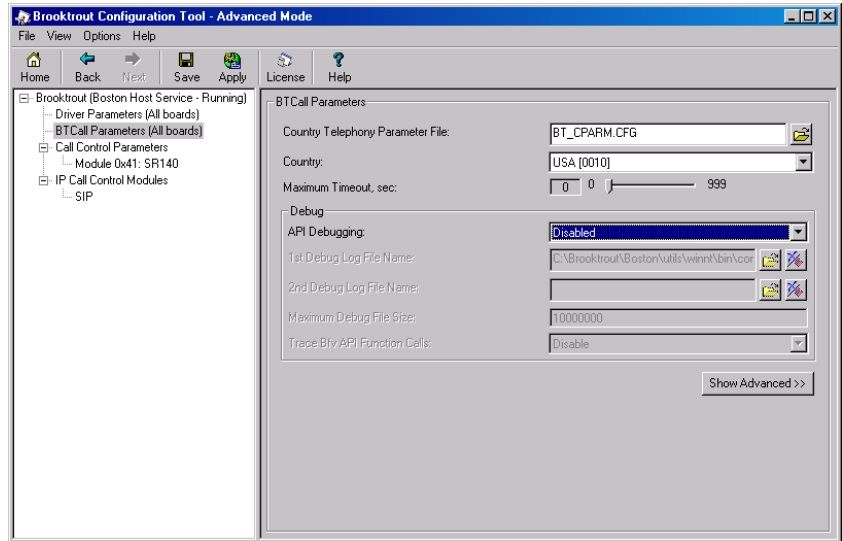 Brooktrout Configuration Tool - Advanced Mode
File View Options Help
Home Back Next Save Apply License Help
Brooktrout (Boston Host Service - Running)
Driver Parameters (All boards)
BTCall Parameters (All boards)
Call Control Parameters
Module 0x41: SR140
IP Call Control Modules
SIP
BTCall Parameters
Country Telephony Parameter File: BT_CPARM.CFG
Country: USA [0010]
Maximum Timeout, sec: 0 0 999
Debug
API Debugging: Disabled
1st Debug Log File Name: C:\Brooktrout\Boston\utils\winnt\bin\cor
2nd Debug Log File Name:
Maximum Debug File Size: 10000000
Trace Bfv API Function Calls: Disable
Show Advanced >>